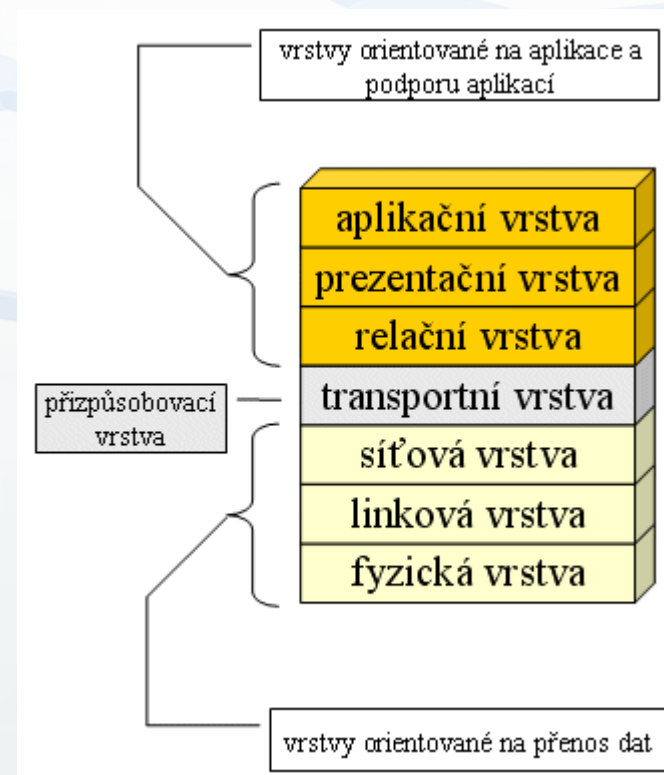 vrstvy orientované na aplikace a
podporu aplikací
aplikační vrstva
prezentační vrstva
relační vrstva
přizpůsobovací
vrstva
transportní vrstva
síťová vrstva
linková vrstva
fyzická vrstva
vrstvy orientované na přenos dat